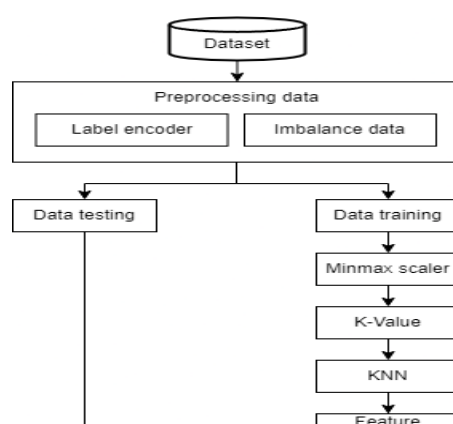 Dataset
Preprocessing data
Label encoder
Imbalance data
Data testing
Data training
Minmax scaler
K-Value
KNN
Feature